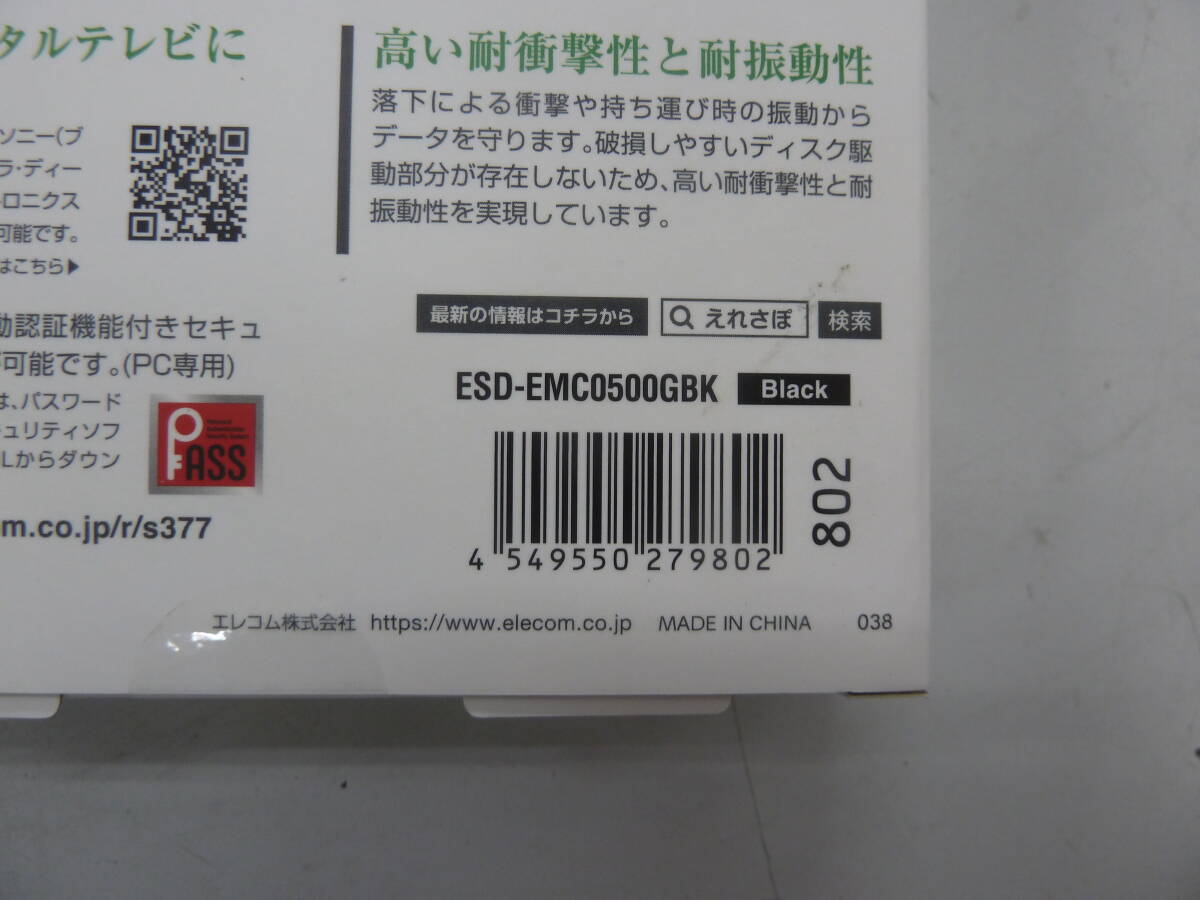 タルテレビに
ソニー(ブ
ラ・ディー
ロニクス
可能です。
はこちら▶
動認証機能付きセキュ
可能です。(PC専用)
は、パスワード
ュリティソフ
Lからダウン
PASS
m.co.jp/r/s377
高い耐衝撃性と耐振動性
落下による衝撃や持ち運び時の振動から
データを守ります。破損しやすいディスク駆
動部分が存在しないため、高い耐衝撃性と耐
振動性を実現しています。
最新の情報はコチラから えれさぽ 検索
ESD-EMC0500GBK Black
4 549550 279802
802
エレコム株式会社 https://www.elecom.co.jp MADE IN CHINA 038